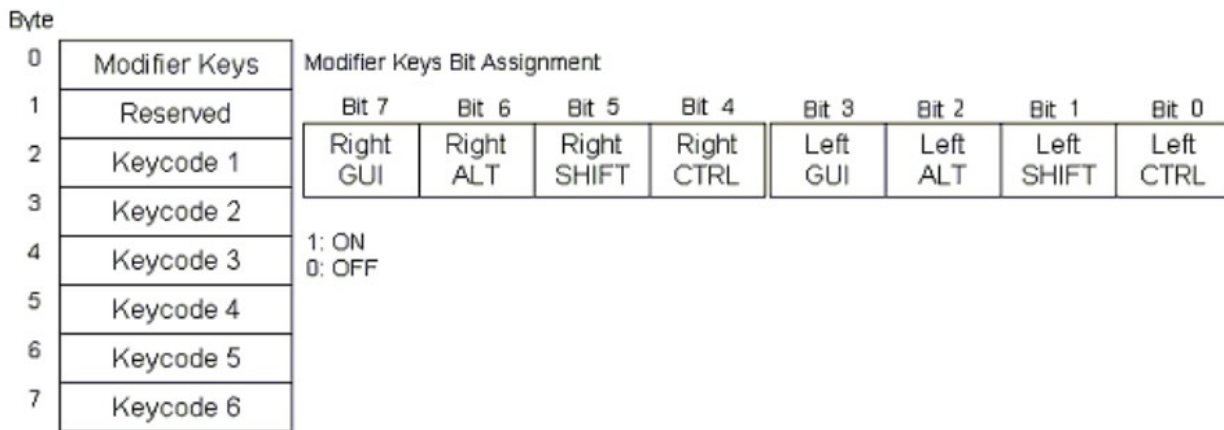 Byte
0 Modifier Keys
1 Reserved
2 Keycode 1
3 Keycode 2
4 Keycode 3
5 Keycode 4
6 Keycode 5
7 Keycode 6
Modifier Keys Bit Assignment
Bit 7 Bit 6 Bit 5 Bit 4 Bit 3 Bit 2 Bit 1 Bit 0
Right Right Right Right Left Left Left Left
GUI ALT SHIFT CTRL GUI ALT SHIFT CTRL
1: ON
0: OFF